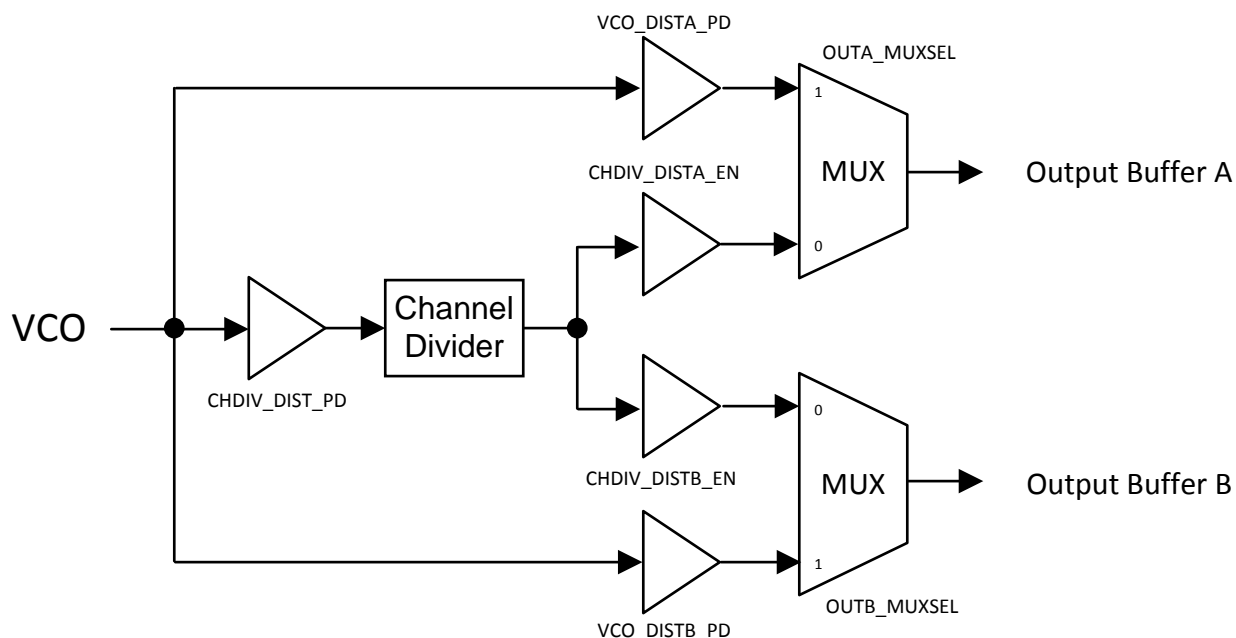 VCO_DISTA_PD
OUTA_MUXSEL
1
CHDIV_DISTA_EN
MUX
Output Buffer A
0
Channel
Divider
VCO
CHDIV_DIST_PD
0
CHDIV_DISTB_EN
MUX
Output Buffer B
1
OUTB_MUXSEL
VCO_DISTB_PD